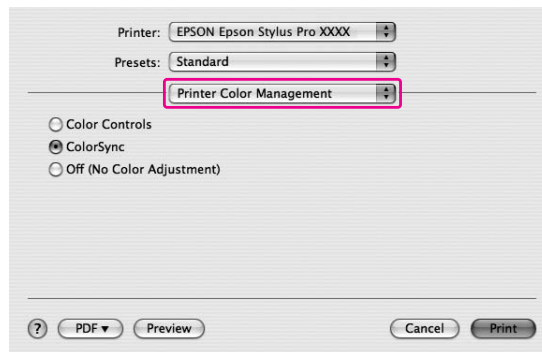 Printer: EPSON Epson Stylus Pro XXXX
Presets: Standard
Printer Color Management
Color Controls
ColorSync
Off (No Color Adjustment)
? PDF▼ Preview Cancel Print